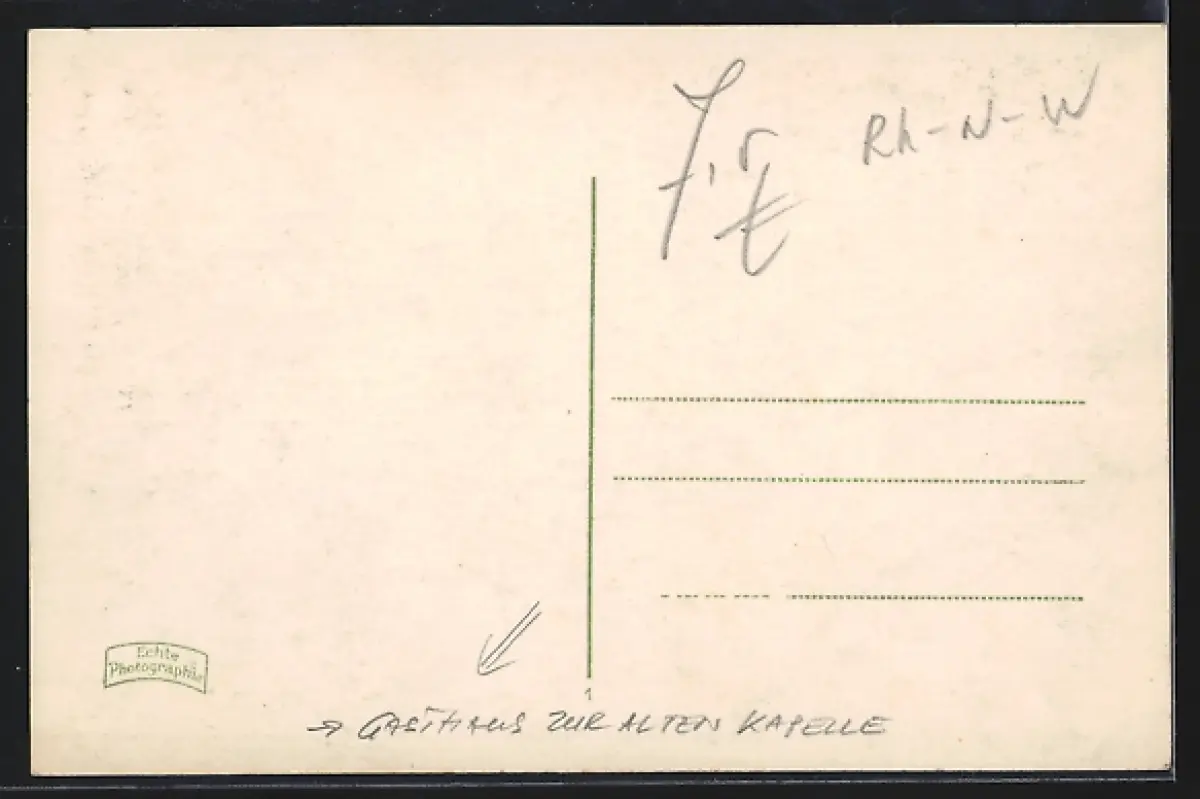 Rh-N-W
Echte
Photographie
1
→ GASTHAUS ZUR ALTEN KAPELLE